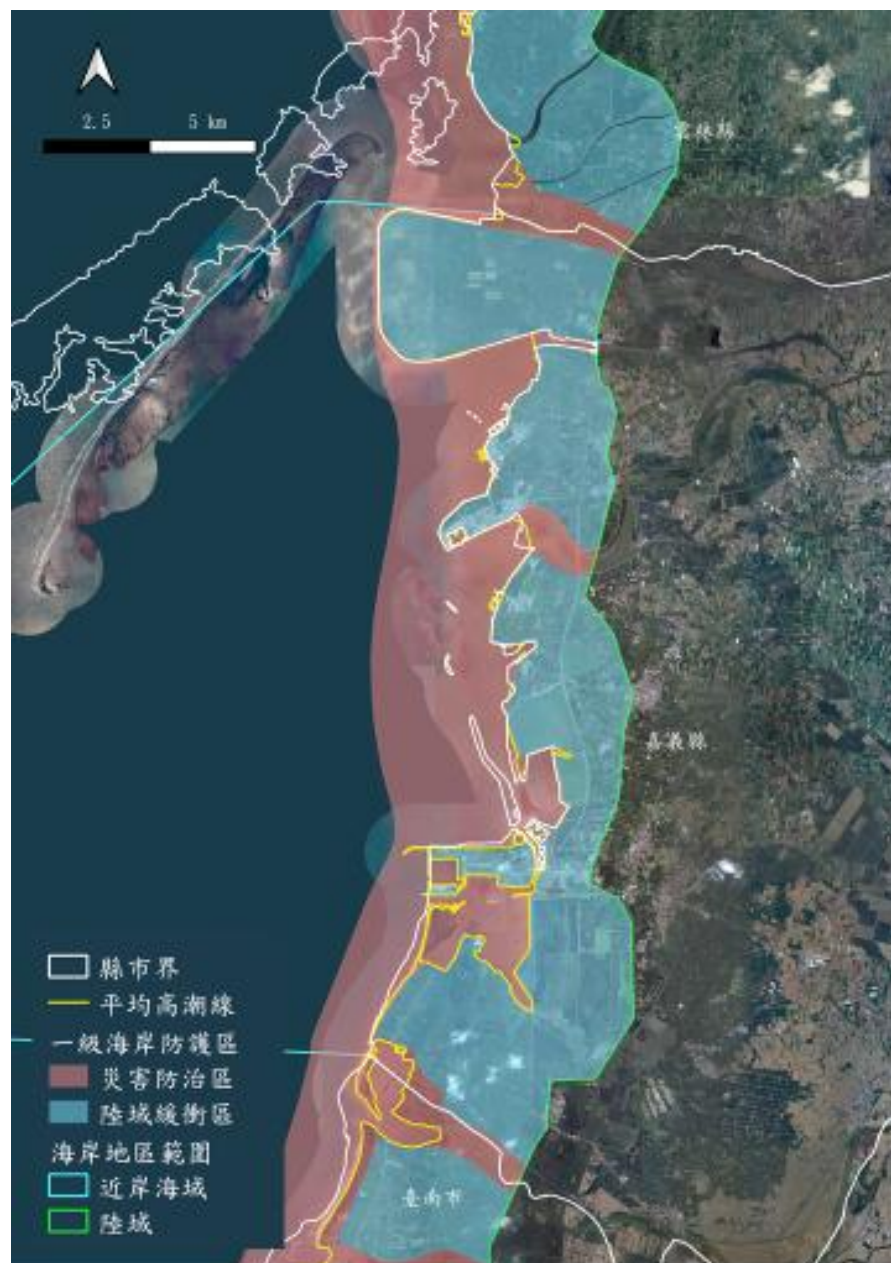 2.5 5 km
雲林縣
嘉義縣
縣市界
平均高潮線
一級海岸防護區
災害防治區
陸域緩衝區
海岸地區範圍
近岸海域
陸域
臺南市